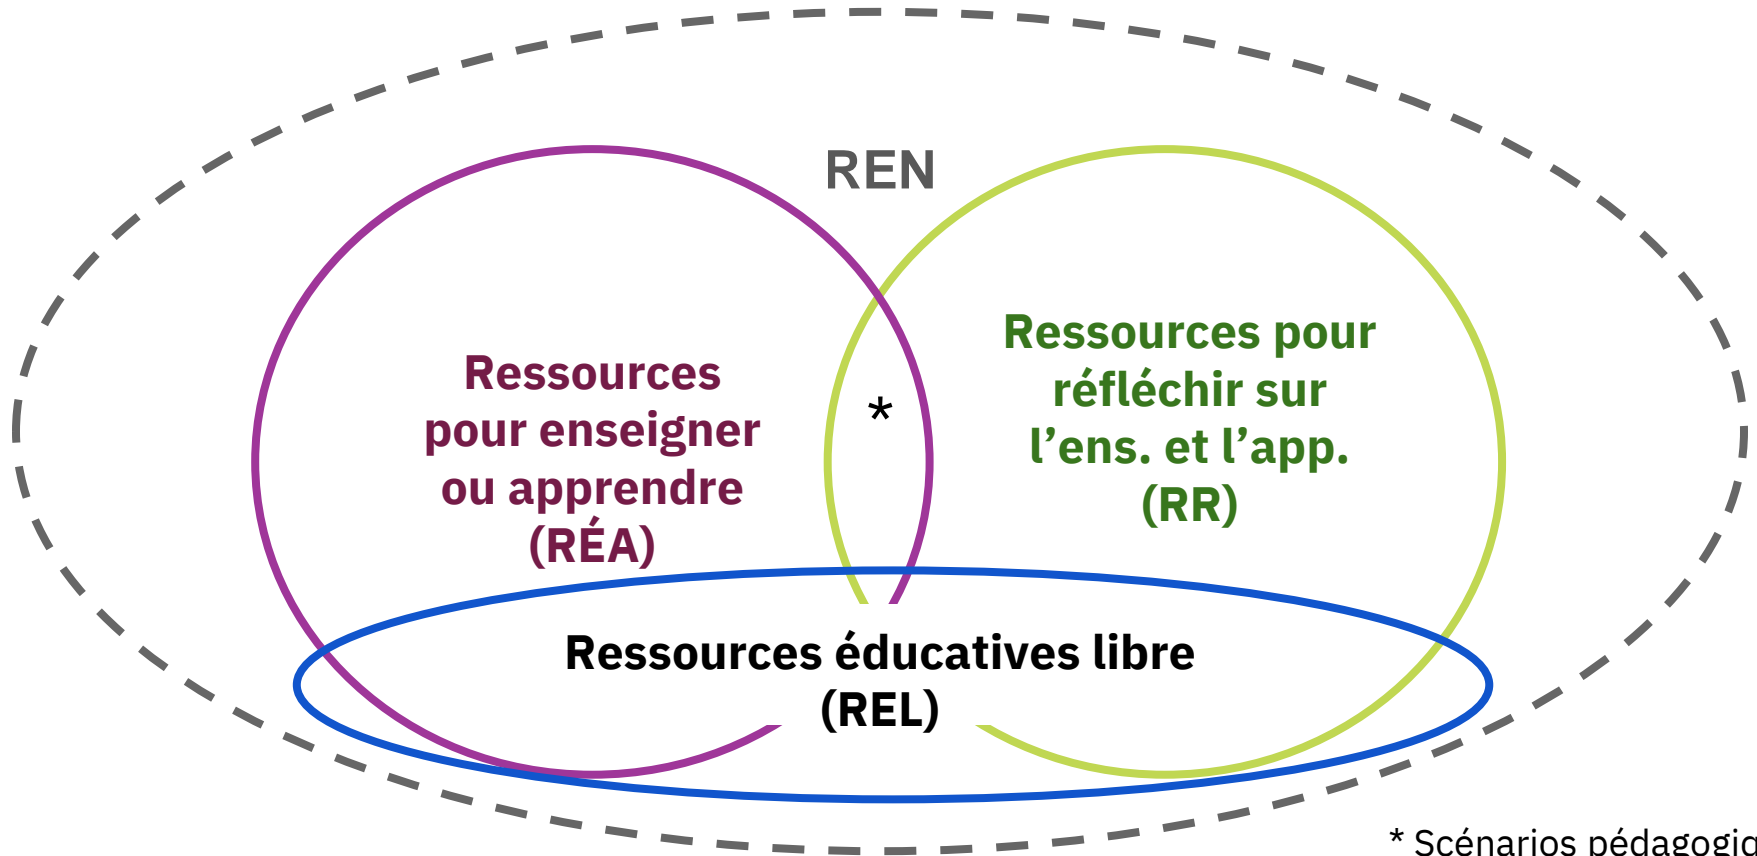 REN
Ressources
pour enseigner
ou apprendre
(RÉA)
*
Ressources pour
réfléchir sur
l’ens. et l’app.
(RR)
Ressources éducatives libre
(REL)
* Scénarios pédagogiq